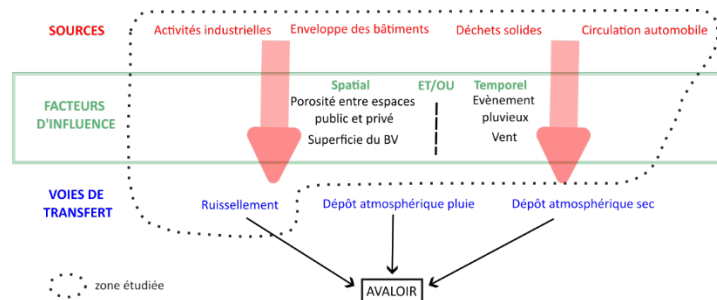 SOURCES
Activités industrielles
Enveloppe des bâtiments
Déchets solides
Circulation automobile
FACTEURS
D'INFLUENCE
Spatial
ET/OU
Temporel
Porosité entre espaces
public et privé
Superficie du BV
Evènement
pluvieux
Vent
VOIES DE
TRANSFERT
Ruissellement
Dépôt atmosphérique pluie
Dépôt atmosphérique sec
zone étudiée
AVALOIR